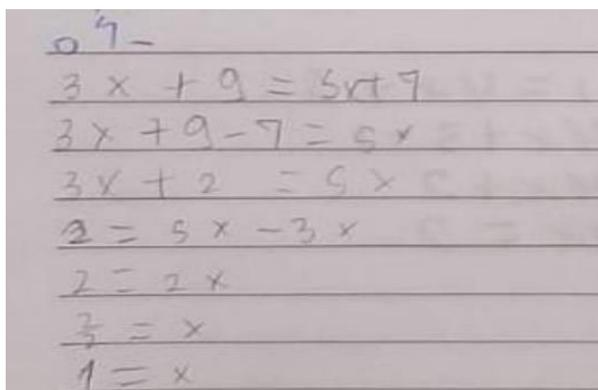 3x + 9 = 5x+7
3x + 9 - 7 = 5x
3x + 2 = 5x
2 = 5x - 3x
2 = 2x
2/2 = x
1 = x